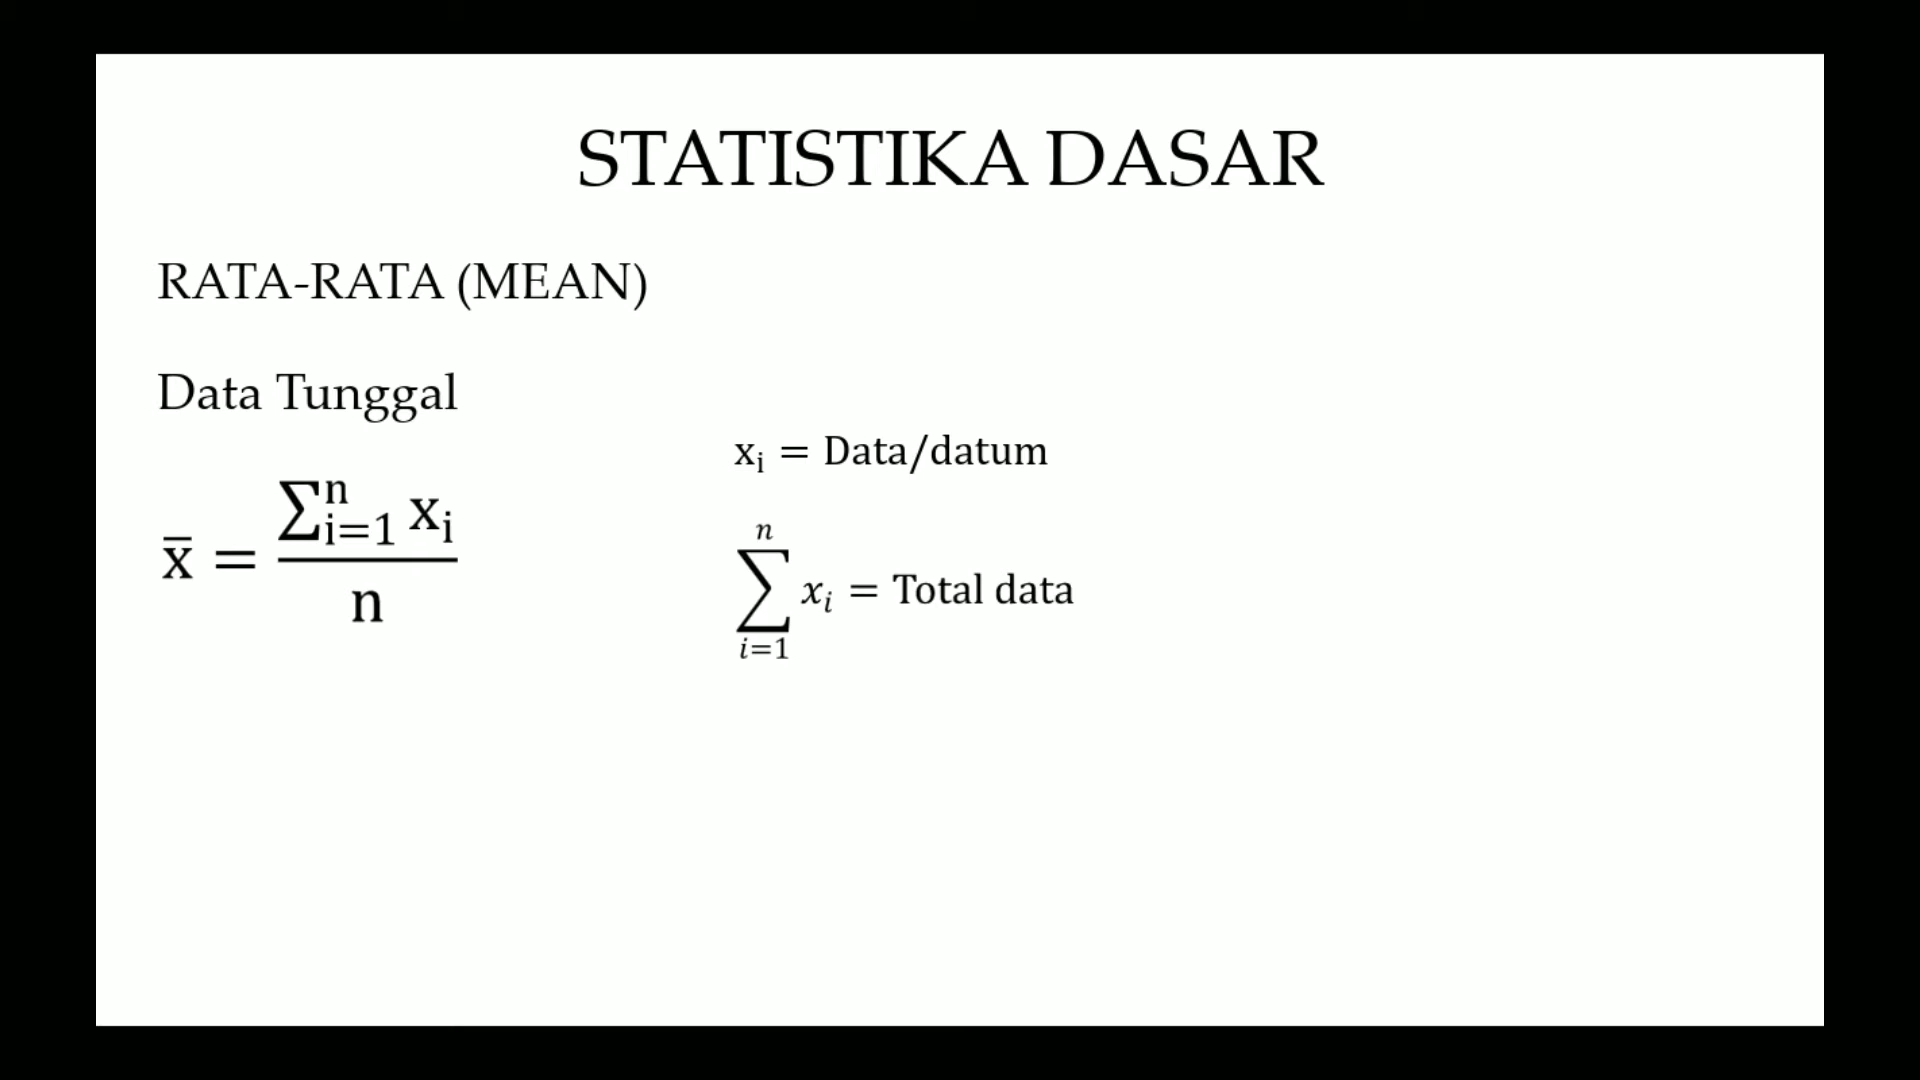 STATISTIKA DASAR
RATA-RATA (MEAN)
Data Tunggal
x̄ = ∑ⁿᵢ₌₁ xᵢ / n
xᵢ = Data/datum
∑ⁿᵢ₌₁ xᵢ = Total data